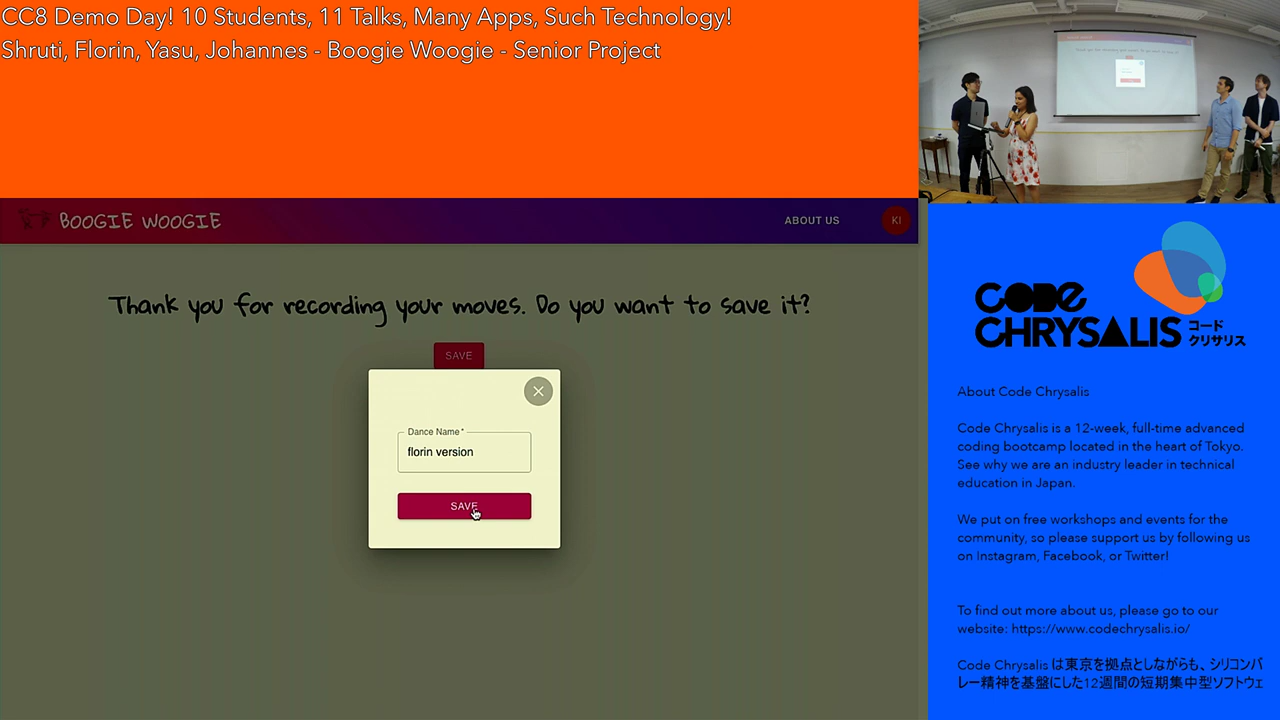 CC8 Demo Day! 10 Students, 11 Talks, Many Apps, Such Technology!
Shruti, Florin, Yasu, Johannes - Boogie Woogie - Senior Project
BOOGIE WOOGIE
ABOUT US
KI
Thank you for recording your moves. Do you want to save it?
SAVE
Dance Name *
florin version
SAVE
CODE
CHRYSALIS コード
クリサリス
About Code Chrysalis
Code Chrysalis is a 12-week, full-time advanced
coding bootcamp located in the heart of Tokyo.
See why we are an industry leader in technical
education in Japan.
We put on free workshops and events for the
community, so please support us by following us
on Instagram, Facebook, or Twitter!
To find out more about us, please go to our
website: https://www.codechrysalis.io/
Code Chrysalis は東京を拠点としながらも、シリコンバ
レー精神を基盤にした12週間の短期集中型ソフトウェ